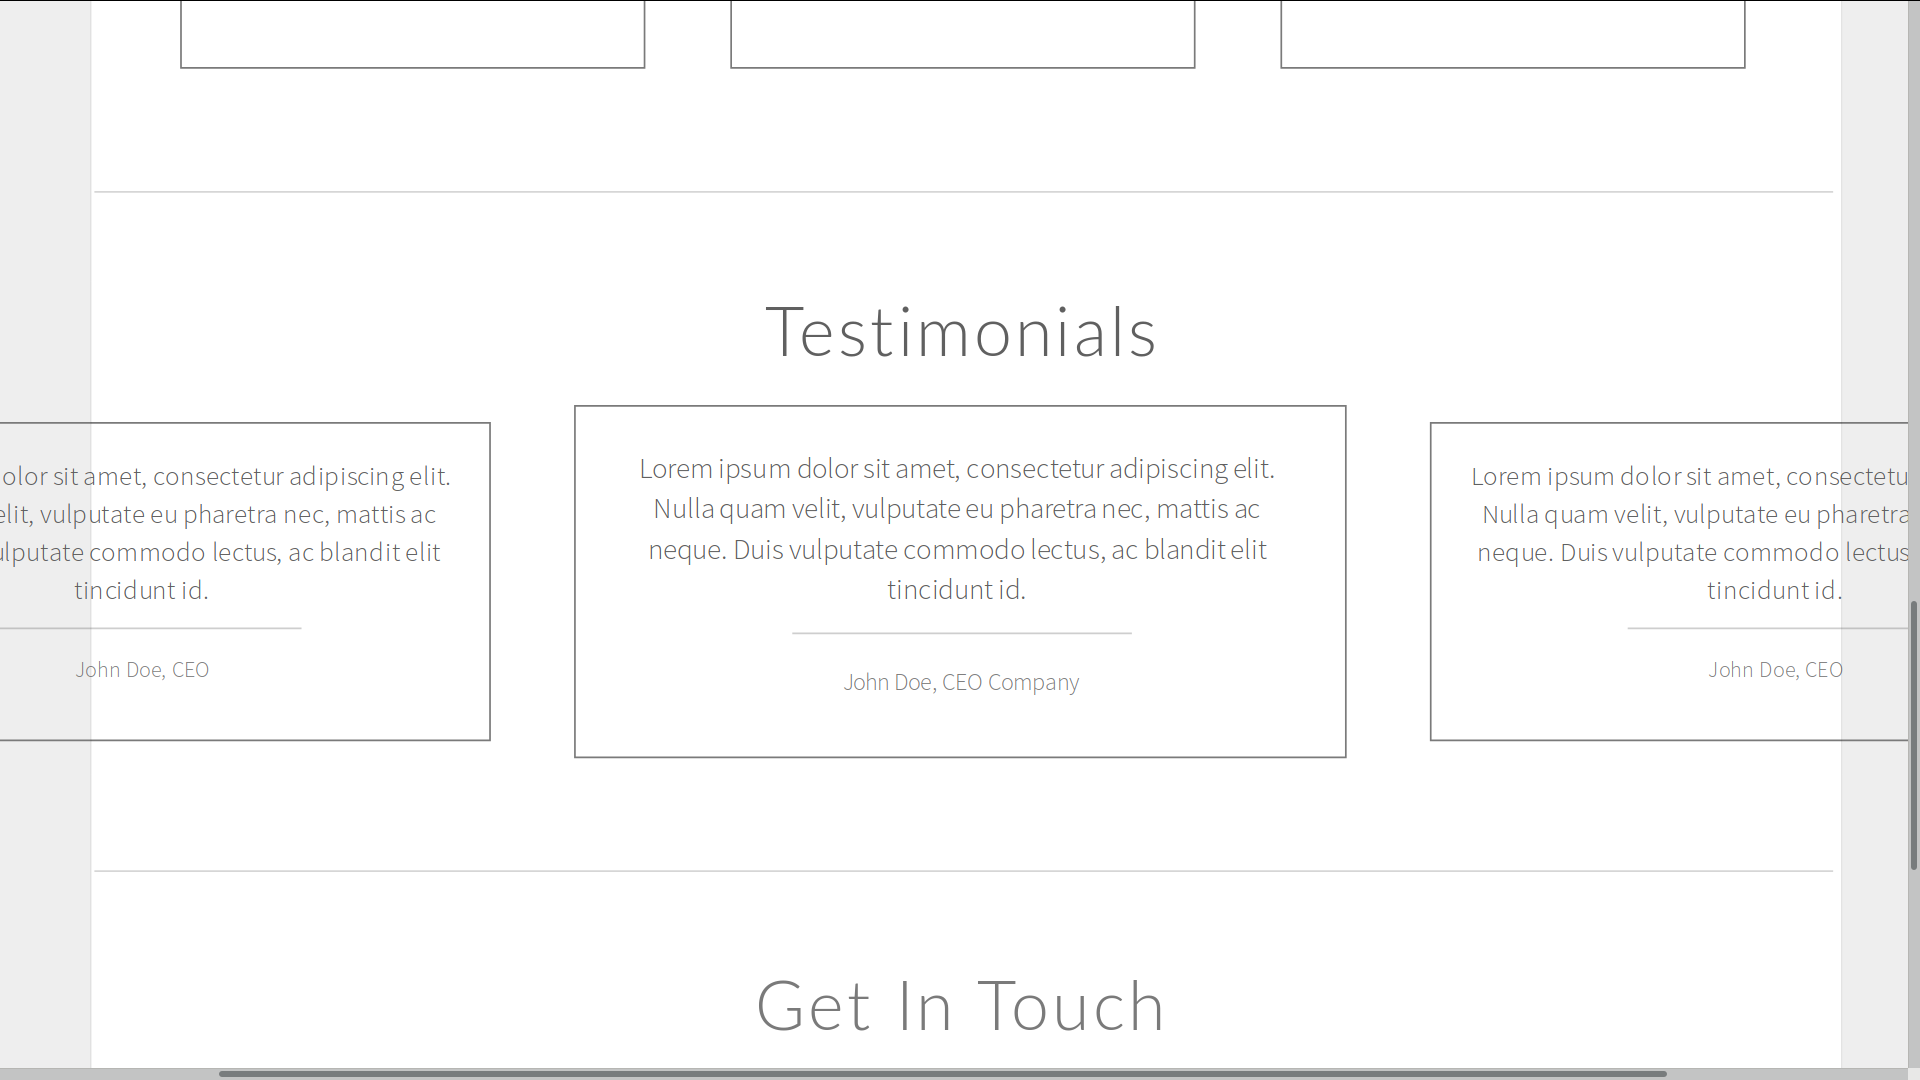 Testimonials
olor sit amet, consectetur adipiscing elit.
elit, vulputate eu pharetra nec, mattis ac
ulputate commodo lectus, ac blandit elit
tincidunt id.
John Doe, CEO
Lorem ipsum dolor sit amet, consectetur adipiscing elit.
Nulla quam velit, vulputate eu pharetra nec, mattis ac
neque. Duis vulputate commodo lectus, ac blandit elit
tincidunt id.
John Doe, CEO Company
Lorem ipsum dolor sit amet, consectetu
Nulla quam velit, vulputate eu pharetra
neque. Duis vulputate commodo lectus
tincidunt id.
John Doe, CEO
Get In Touch